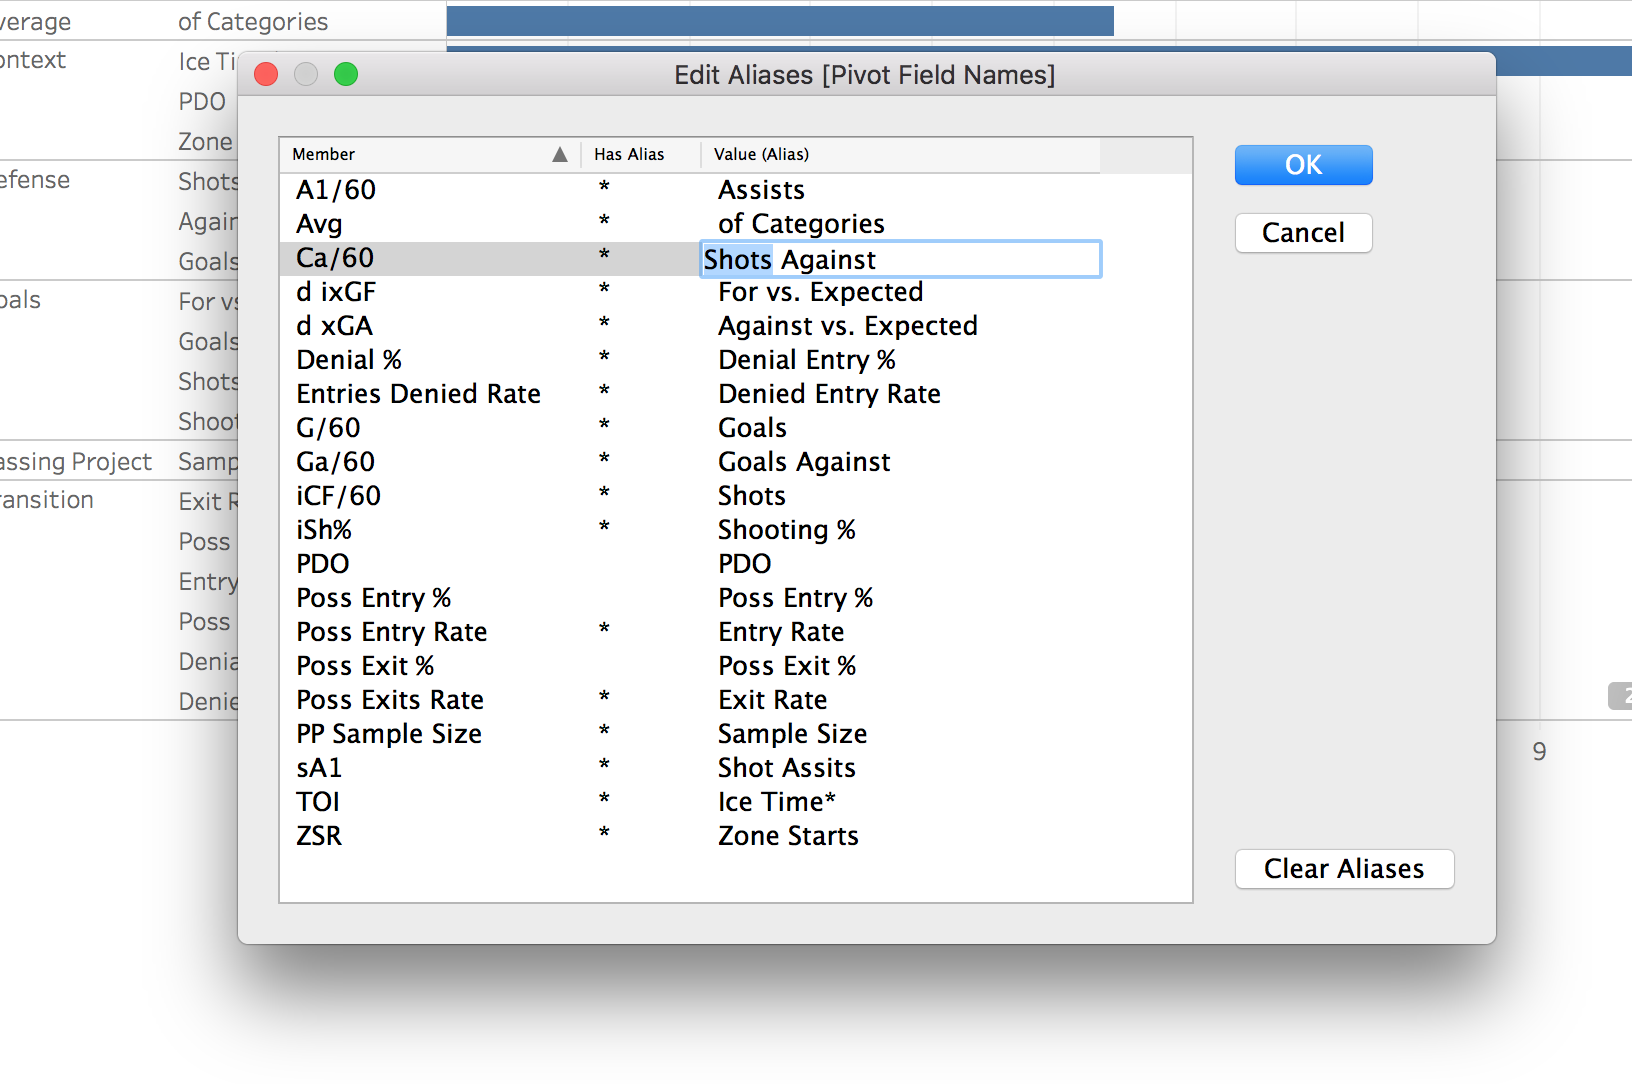 of Categories
Edit Aliases [Pivot Field Names]
PDO
Zone
Member Has Alias Value (Alias)
A1/60 * Assists
Avg * of Categories
Ca/60 * Shots Against
d ixGF * For vs. Expected
d xGA * Against vs. Expected
Denial % * Denial Entry %
Entries Denied Rate * Denied Entry Rate
G/60 * Goals
Ga/60 * Goals Against
iCF/60 * Shots
iSh% * Shooting %
PDO PDO
Poss Entry % Poss Entry %
Poss Entry Rate * Entry Rate
Poss Exit % Poss Exit %
Poss Exits Rate * Exit Rate
PP Sample Size * Sample Size
sA1 * Shot Assits
TOI * Ice Time*
ZSR * Zone Starts
OK
Cancel
Clear Aliases
verage
ontext
Ice Ti
efense
Shots
Again
Goals
oals
For vs
Goals
Shots
Shoot
assing Project
Samp
ransition
Exit R
Poss
Entry
Poss
Denia
Denie
2
9